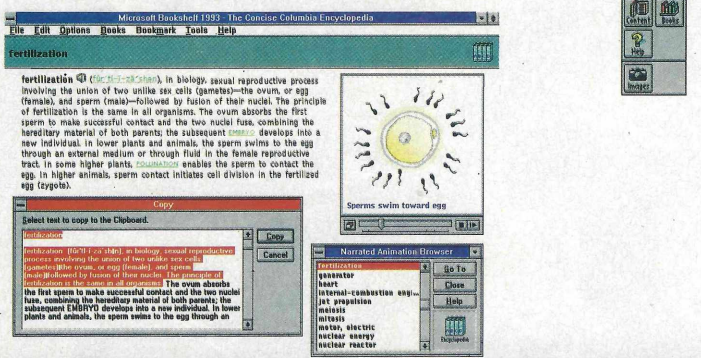 Microsoft Bookshelf 1993 - The Concise Columbia Encyclopedia
File Edit Options Books Bookmark Tools Help
fertilization
fertilization (fûr´tl-ī-zā´shən), in biology, sexual reproductive process
involving the union of two unlike sex cells (gametes)—the ovum, or egg
(female), and sperm (male)—followed by fusion of their nuclei. The principle
of fertilization is the same in all organisms. The ovum absorbs the first
sperm to make successful contact and the two nuclei fuse, combining the
hereditary material of both parents; the subsequent EMBRYO develops into a
new individual. In lower plants and animals, the sperm swims to the egg
through an external medium or through fluid in the female reproductive
tract. In some higher plants, POLLINATION enables the sperm to contact the
egg. In higher animals, sperm contact initiates cell division in the fertilized
egg (zygote).
Sperms swim toward egg
Content Books
Help
Images
Copy
Select text to copy to the Clipboard.
fertilization
fertilization in biology, sexual reproductive
process involving the union of two unlike sex cells
(gametes)the ovum, or egg (female), and sperm
(male)followed by fusion of their nuclei. The principle of
fertilization is the same in all organisms. The ovum absorbs
the first sperm to make successful contact and the two nuclei
fuse, combining the hereditary material of both parents; the
subsequent EMBRYO develops into a new individual. In lower
plants and animals, the sperm swims to the egg through an
Copy
Cancel
Narrated Animation Browser
fertilization
generator
heart
internal-combustion engi...
jet propulsion
meiosis
mitosis
motor, electric
nuclear energy
nuclear reactor
Go To
Close
Help
Encyclopedia